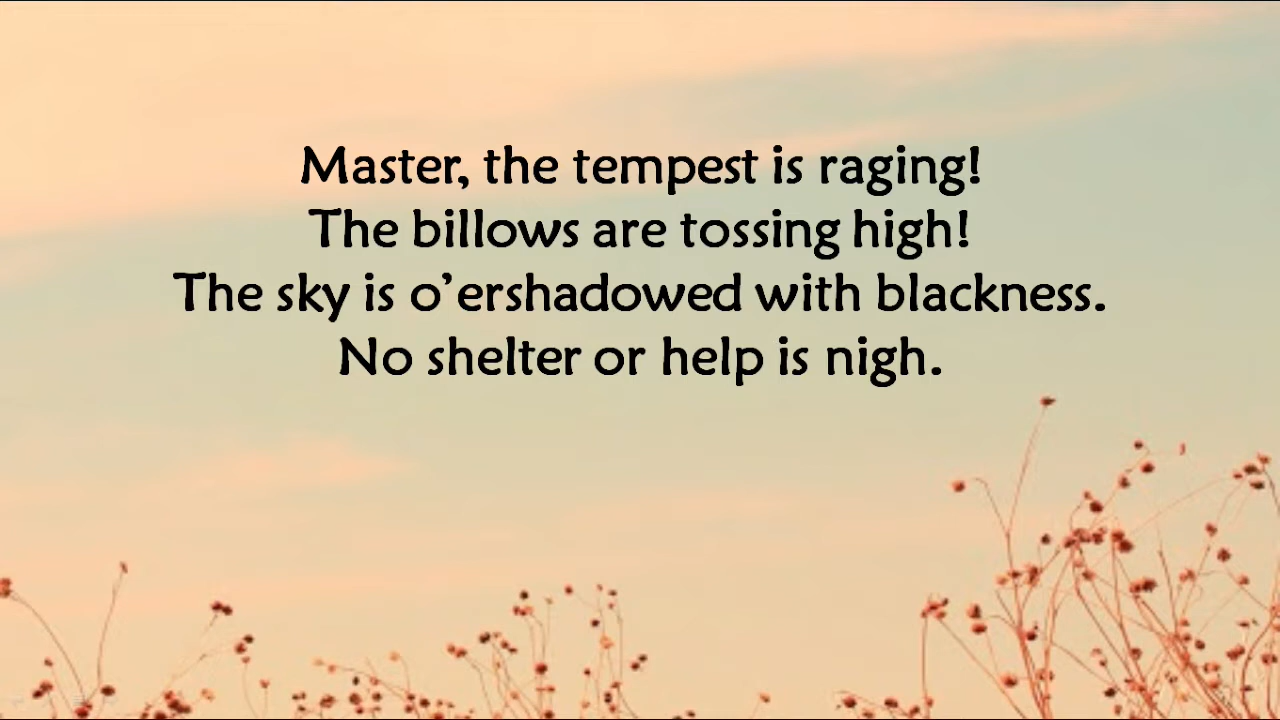 Master, the tempest is raging!
The billows are tossing high!
The sky is o’ershadowed with blackness.
No shelter or help is nigh.